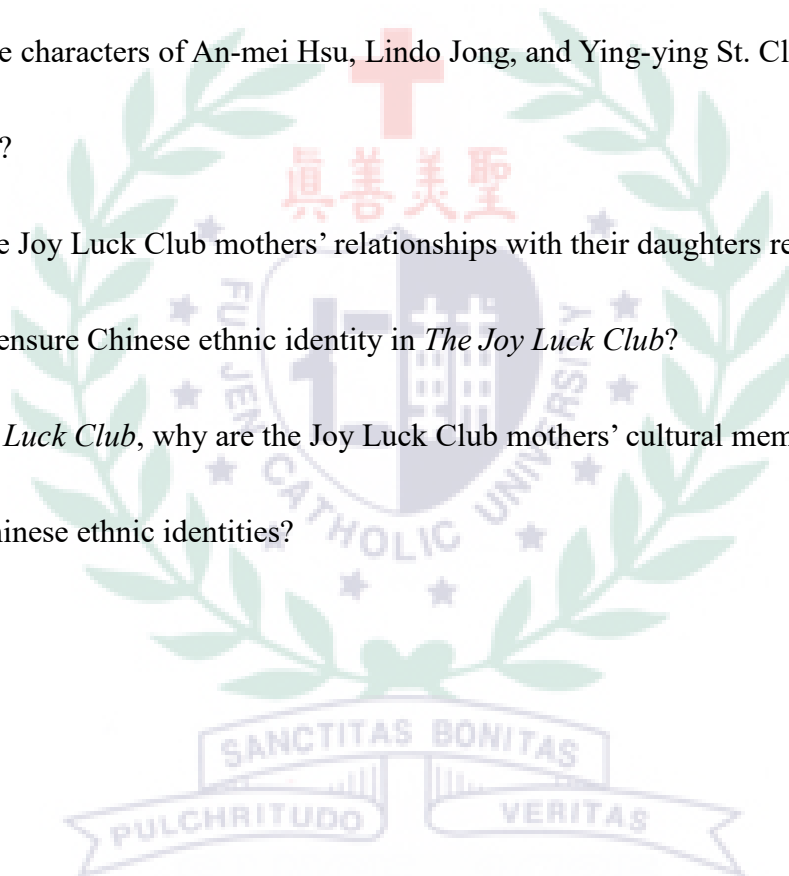 e characters of An-mei Hsu, Lindo Jong, and Ying-ying St. Cl
?
眞善美聖
e Joy Luck Club mothers’ relationships with their daughters re
ensure Chinese ethnic identity in The Joy Luck Club?
Luck Club, why are the Joy Luck Club mothers’ cultural mem
inese ethnic identities?
FU JEN CATHOLIC UNIVERSITY
SANCTITAS BONITAS
PULCHRITUDO VERITAS